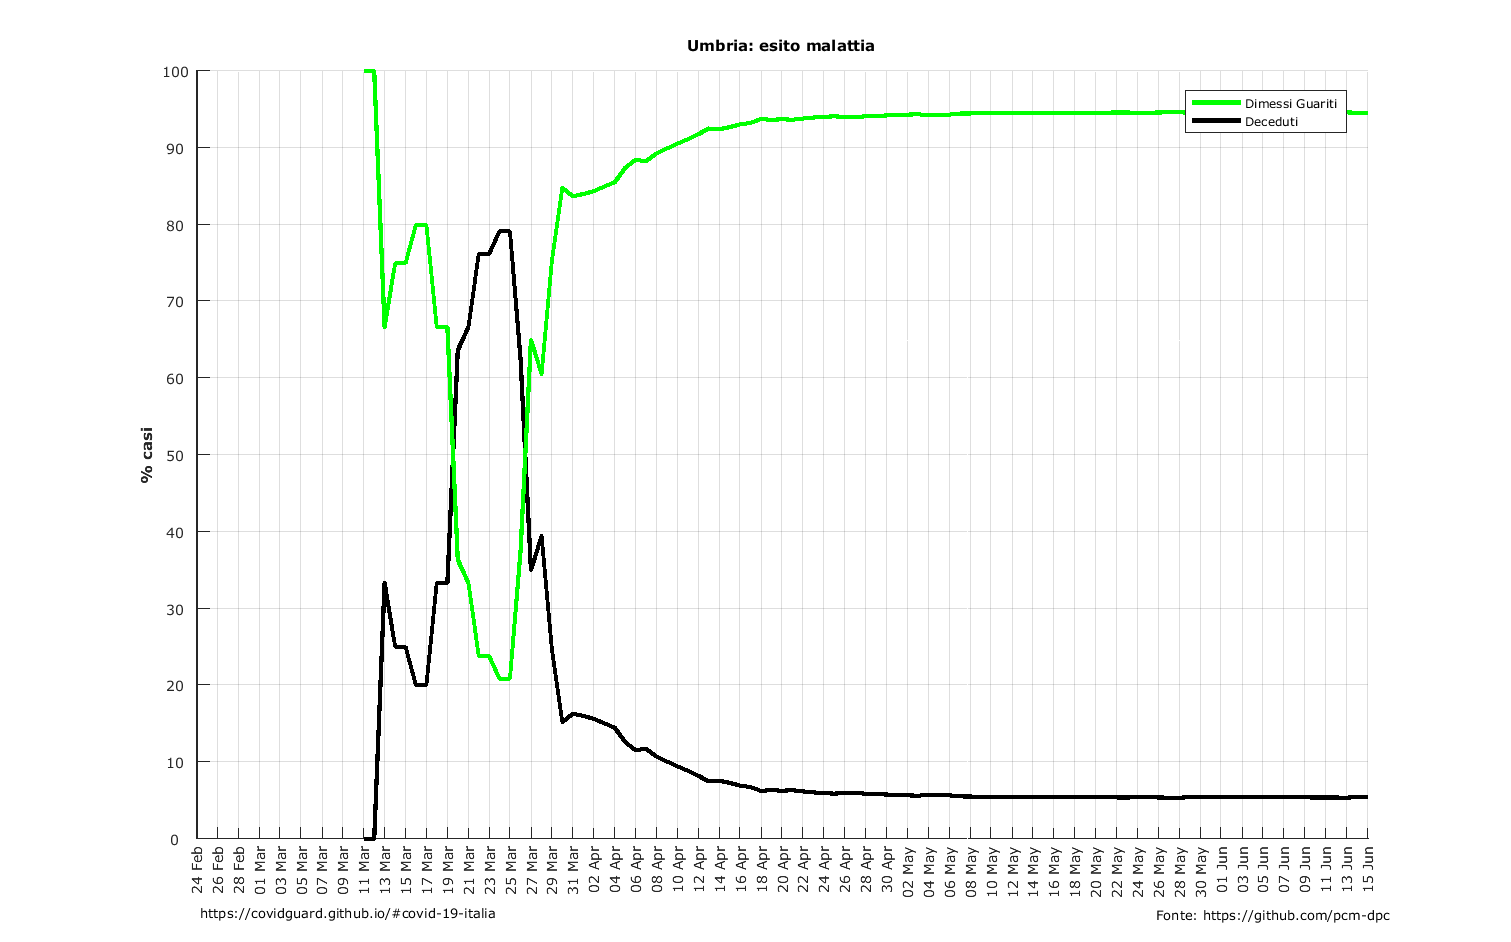 Umbria: esito malattia
100
90
80
70
60
50
40
30
20
10
0
% casi
Dimessi Guariti
Deceduti
24 Feb
26 Feb
28 Feb
01 Mar
03 Mar
05 Mar
07 Mar
09 Mar
11 Mar
13 Mar
15 Mar
17 Mar
19 Mar
21 Mar
23 Mar
25 Mar
27 Mar
29 Mar
31 Mar
02 Apr
04 Apr
06 Apr
08 Apr
10 Apr
12 Apr
14 Apr
16 Apr
18 Apr
20 Apr
22 Apr
24 Apr
26 Apr
28 Apr
30 Apr
02 May
04 May
06 May
08 May
10 May
12 May
14 May
16 May
18 May
20 May
22 May
24 May
26 May
28 May
30 May
01 Jun
03 Jun
05 Jun
07 Jun
09 Jun
11 Jun
13 Jun
15 Jun
https://covidguard.github.io/#covid-19-italia
Fonte: https://github.com/pcm-dpc